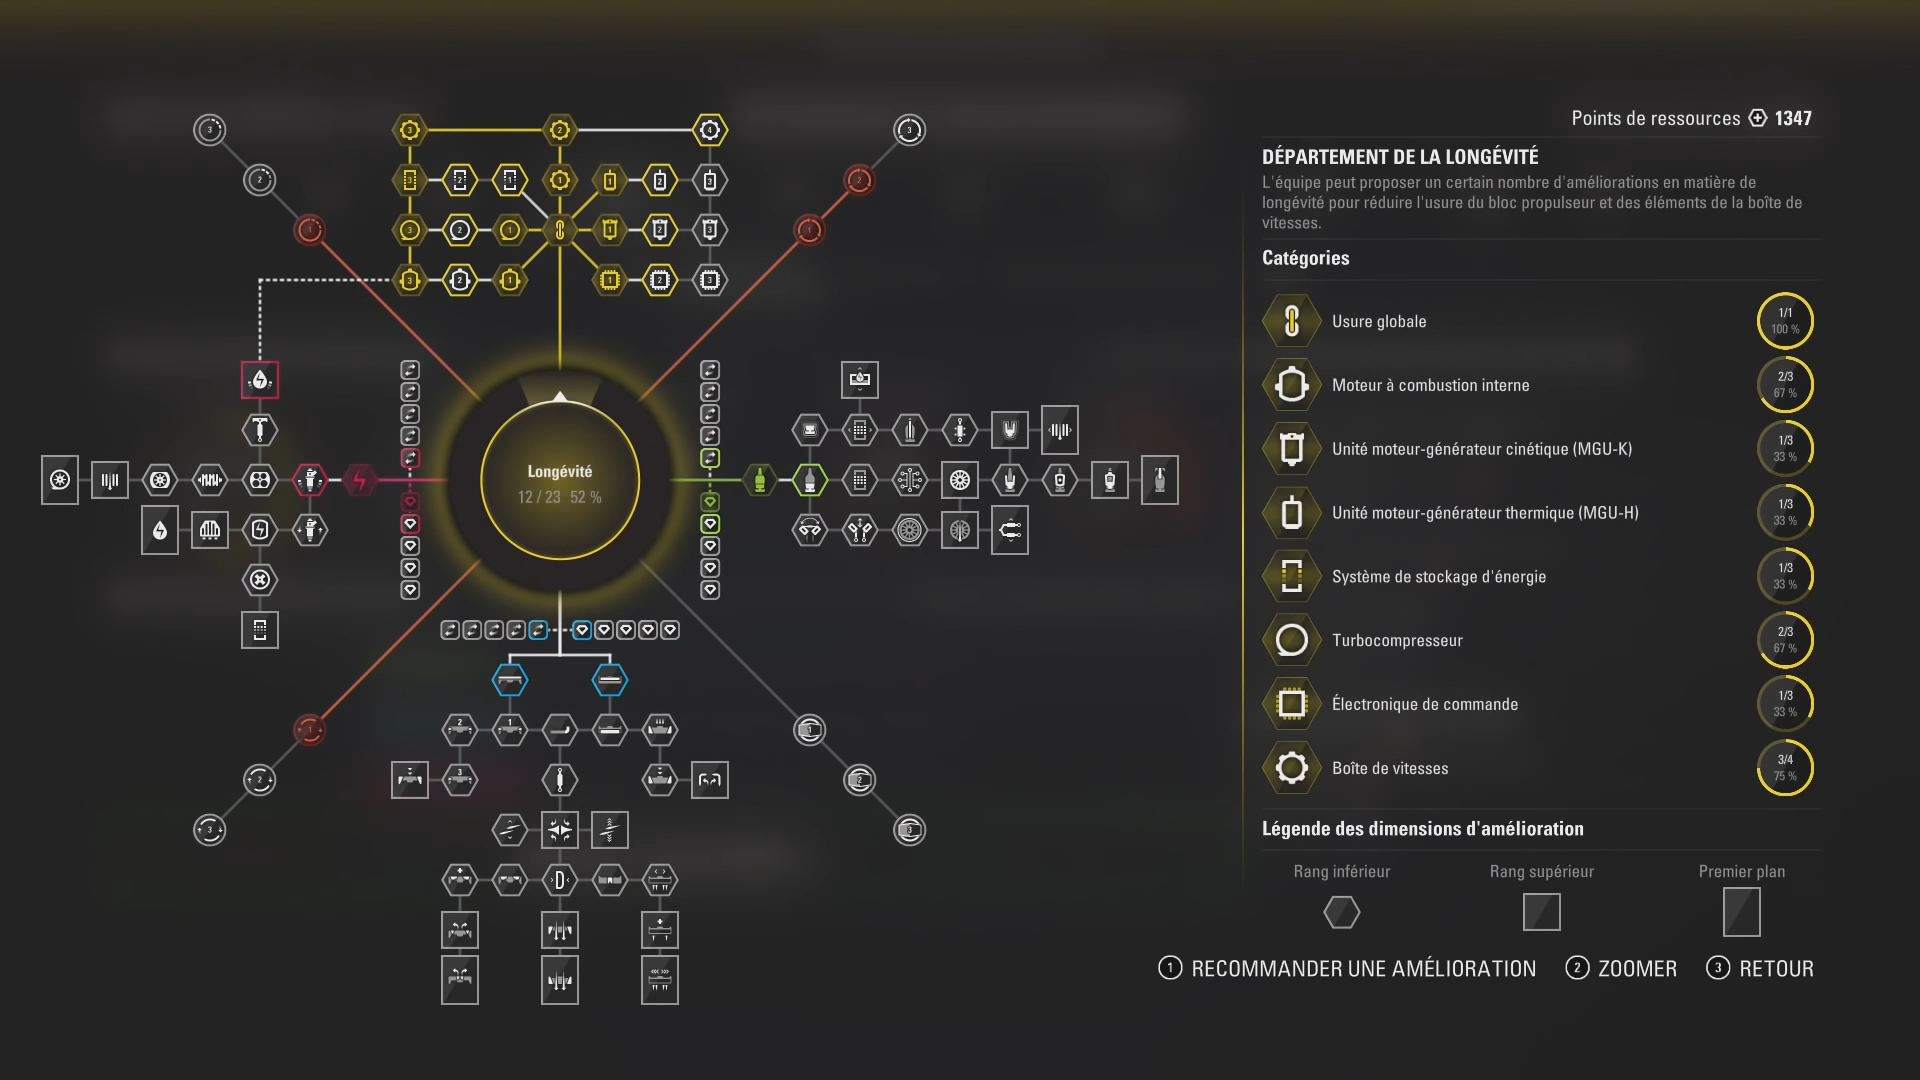 Points de ressources 1347
DÉPARTEMENT DE LA LONGÉVITÉ
L'équipe peut proposer un certain nombre d'améliorations en matière de
longévité pour réduire l'usure du bloc propulseur et des éléments de la boîte de
vitesses.
Catégories
Usure globale
1/1
100 %
Moteur à combustion interne
2/3
67 %
Unité moteur-générateur cinétique (MGU-K)
1/3
33 %
Unité moteur-générateur thermique (MGU-H)
1/3
33 %
Système de stockage d'énergie
1/3
33 %
Turbocompresseur
2/3
67 %
Électronique de commande
1/3
33 %
Boîte de vitesses
3/4
75 %
Légende des dimensions d'amélioration
Rang inférieur
Rang supérieur
Premier plan
1 RECOMMANDER UNE AMÉLIORATION
2 ZOOMER
3 RETOUR
Longévité
12 / 23 52 %